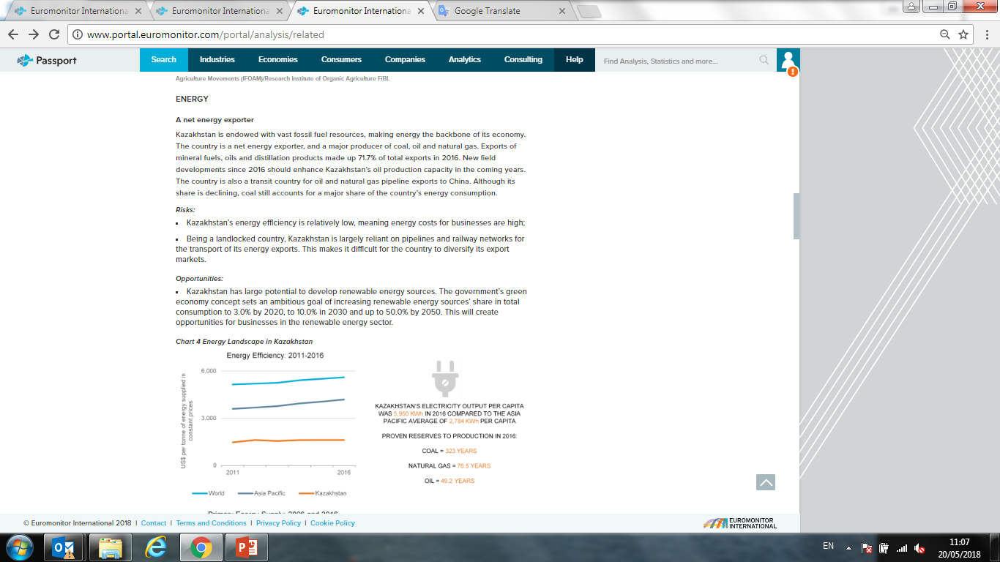 Euromonitor Internationa
Euromonitor Internationa
Euromonitor Internationa
Google Translate
www.portal.euromonitor.com/portal/analysis/related
Passport
Search Industries Economies Consumers Companies Analytics Consulting Help
Find Analysis, Statistics and more...
Agriculture Movements (IFOAM)/Research Institute of Organic Agriculture FiBL
ENERGY
A net energy exporter
Kazakhstan is endowed with vast fossil fuel resources, making energy the backbone of its economy.
The country is a net energy exporter, and a major producer of coal, oil and natural gas. Exports of
mineral fuels, oils and distillation products made up 71.7% of total exports in 2016. New field
developments since 2016 should enhance Kazakhstan's oil production capacity in the coming years.
The country is also a transit country for oil and natural gas pipeline exports to China. Although its
share is declining, coal still accounts for a major share of the country's energy consumption.
Risks:
▪ Kazakhstan's energy efficiency is relatively low, meaning energy costs for businesses are high;
▪ Being a landlocked country, Kazakhstan is largely reliant on pipelines and railway networks for
the transport of its energy exports. This makes it difficult for the country to diversify its export
markets.
Opportunities:
▪ Kazakhstan has large potential to develop renewable energy sources. The government's green
economy concept sets an ambitious goal of increasing renewable energy sources' share in total
consumption to 3.0% by 2020, to 10.0% in 2030 and up to 50.0% by 2050. This will create
opportunities for businesses in the renewable energy sector.
Chart 4 Energy Landscape in Kazakhstan
Energy Efficiency: 2011-2016
US$ per tonne of energy supplied in
constant prices
6,000
3,000
0
2011 2016
World Asia Pacific Kazakhstan
KAZAKHSTAN'S ELECTRICITY OUTPUT PER CAPITA
WAS 5,950 KWh IN 2016 COMPARED TO THE ASIA
PACIFIC AVERAGE OF 2,784 KWh PER CAPITA
PROVEN RESERVES TO PRODUCTION IN 2016:
COAL = 323 YEARS
NATURAL GAS = 76.5 YEARS
OIL = 49.2 YEARS
Primary Energy Supply: 2006 and 2016
© Euromonitor International 2018 | Contact | Terms and Conditions | Privacy Policy | Cookie Policy
EUROMONITOR
INTERNATIONAL
EN
11:07
20/05/2018